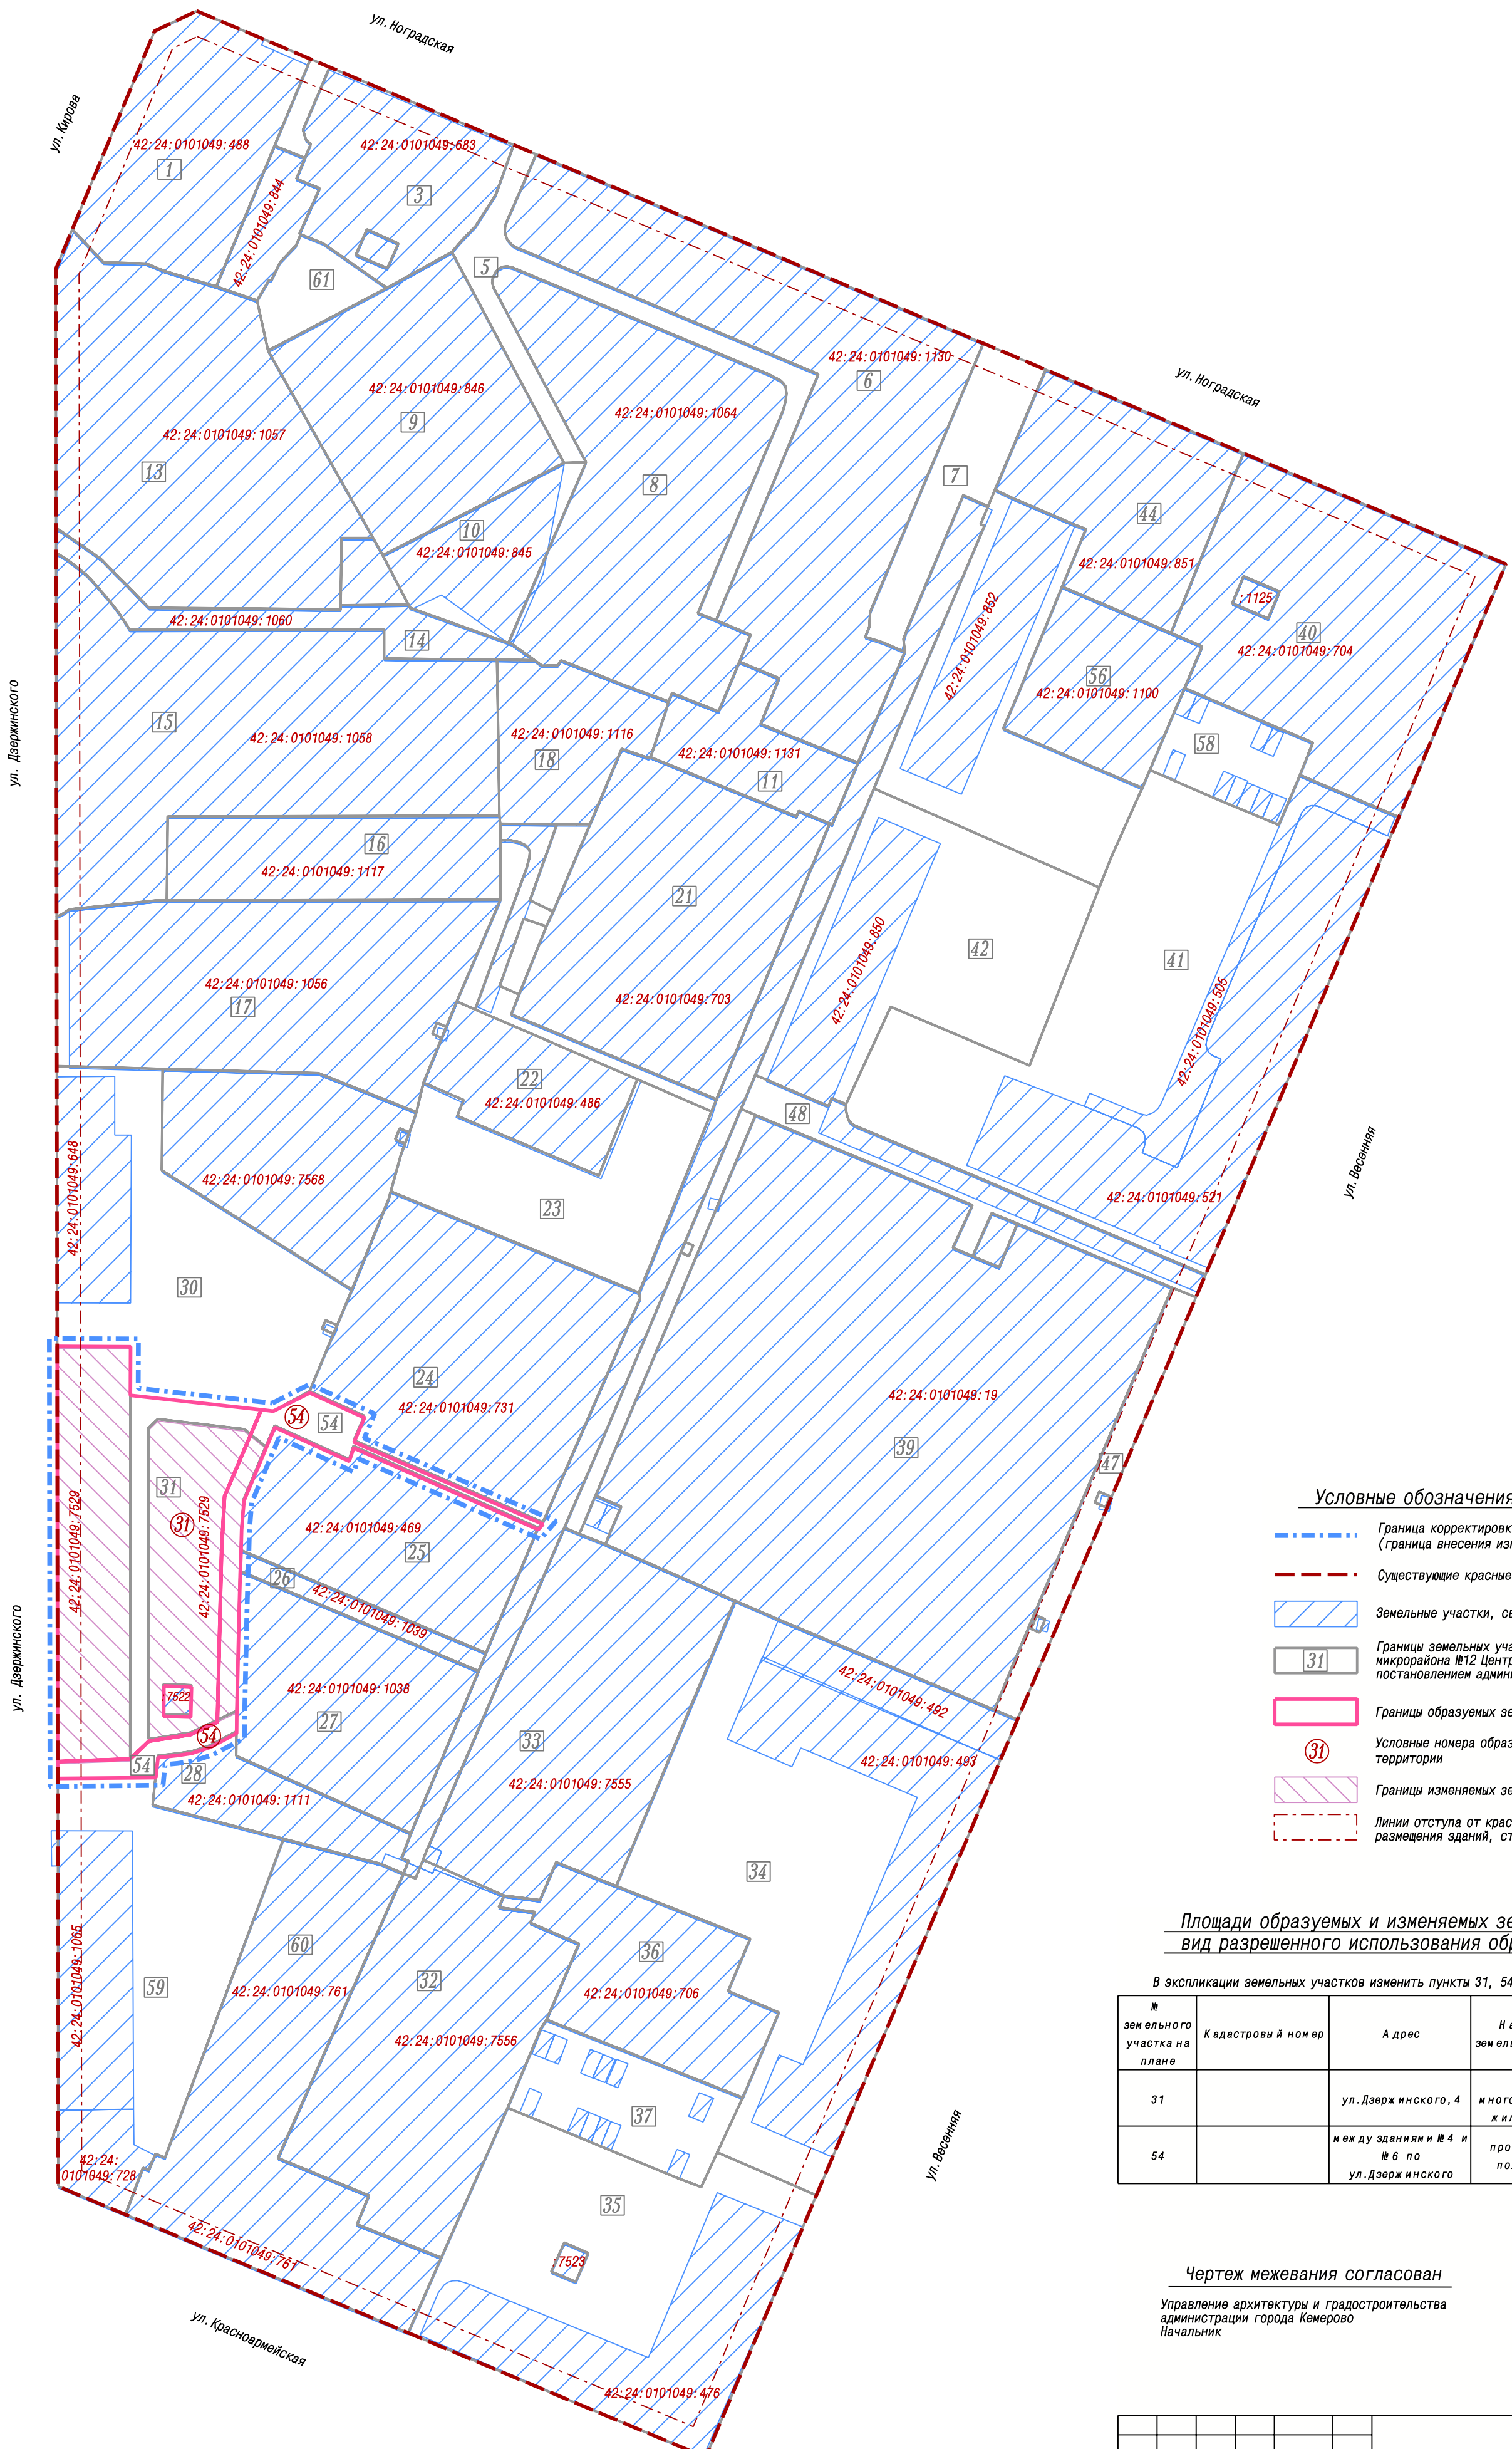 ул. Ноградская
ул. Кирова
42:24:0101049:488
1
42:24:0101049:683
3
42:24:0101049:844
61
5
42:24:0101049:1130
6
ул. Ноградская
42:24:0101049:846
9
42:24:0101049:1064
8
42:24:0101049:1057
13
7
10
42:24:0101049:845
44
42:24:0101049:851
:1125
40
42:24:0101049:704
42:24:0101049:852
42:24:0101049:1060
14
56
42:24:0101049:1100
ул. Дзержинского
15
42:24:0101049:1058
42:24:0101049:1116
18
42:24:0101049:1131
11
58
16
42:24:0101049:1117
21
42
41
42:24:0101049:850
42:24:0101049:1056
17
42:24:0101049:703
42:24:0101049:505
22
42:24:0101049:486
48
42:24:0101049:648
42:24:0101049:7568
ул. Весенняя
42:24:0101049:521
23
30
24
42:24:0101049:731
42:24:0101049:19
39
54
54
47
31
31
42:24:0101049:7529
42:24:0101049:7529
42:24:0101049:469
25
26
42:24:0101049:1039
ул. Дзержинского
:7522
42:24:0101049:1038
27
42:24:0101049:492
54
54
28
42:24:0101049:1111
33
42:24:0101049:7555
42:24:0101049:493
34
42:24:0101049:1065
59
60
42:24:0101049:761
32
42:24:0101049:7556
36
42:24:0101049:706
37
ул. Весенняя
42:24:
0101049:728
35
42:24:0101049:761
:7523
ул. Красноармейская
42:24:0101049:476
Условные обозначения
Граница корректировк
(граница внесения из
Существующие красные
Земельные участки, св
31
Границы земельных уча
микрорайона №12 Центр
постановлением админи
Границы образуемых зе
31
Условные номера образ
территории
Границы изменяемых зе
Линии отступа от крас
размещения зданий, ст
Площади образуемых и изменяемых зе
вид разрешенного использования обр
В экспликации земельных участков изменить пункты 31, 54
№
земельного
участка на
плане
Кадастровый номер
Адрес
На
земель
31
ул.Дзержинского,4
много
жил
54
между зданиями №4 и
№6 по
ул.Дзержинского
про
по
Чертеж межевания согласован
Управление архитектуры и градостроительства
администрации города Кемерово
Начальник